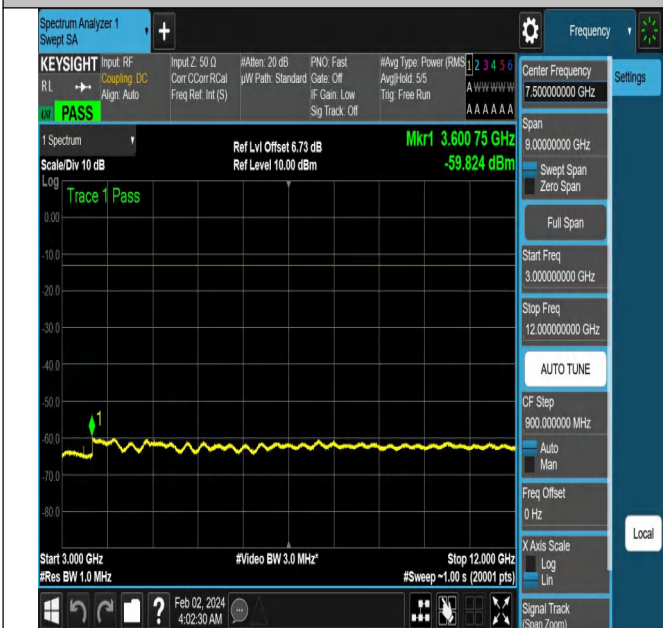 Spectrum Analyzer 1
Swept SA
+
Frequency
KEYSIGHT
RL
LXI
PASS
Input: RF
Coupling: DC
Align: Auto
Input Z: 50 Ω
Corr CCorr RCal
Freq Ref: Int (S)
#Atten: 20 dB
µW Path: Standard
PNO: Fast
Gate: Off
IF Gain: Low
Sig Track: Off
#Avg Type: Power (RMS
Avg|Hold: 5/5
Trig: Free Run
1 2 3 4 5 6
A W W W W W
A A A A A A
1 Spectrum
Scale/Div 10 dB
Ref Lvl Offset 6.73 dB
Ref Level 10.00 dBm
Mkr1 3.600 75 GHz
-59.824 dBm
Log
Trace 1 Pass
0.00
-10.0
-20.0
-30.0
-40.0
-50.0
-60.0
-70.0
-80.0
1
Start 3.000 GHz
#Res BW 1.0 MHz
#Video BW 3.0 MHz*
Stop 12.000 GHz
#Sweep ~1.00 s (20001 pts)
Center Frequency
7.500000000 GHz
Settings
Span
9.00000000 GHz
Swept Span
Zero Span
Full Span
Start Freq
3.000000000 GHz
Stop Freq
12.000000000 GHz
AUTO TUNE
CF Step
900.000000 MHz
Auto
Man
Freq Offset
0 Hz
X Axis Scale
Log
Lin
Local
Signal Track
(Span Zoom)
?
Feb 02, 2024
4:02:30 AM